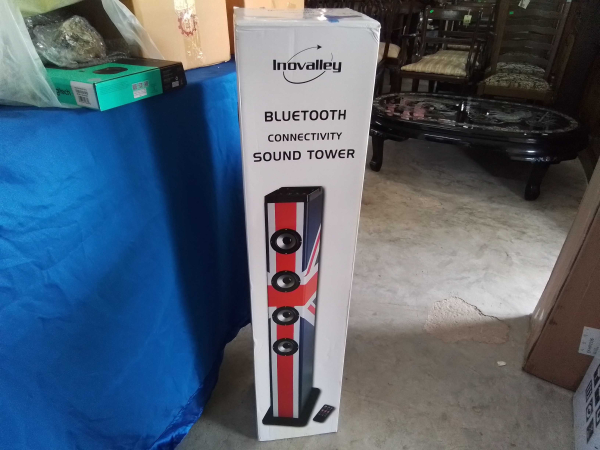 Inovalley
BLUETOOTH
CONNECTIVITY
SOUND TOWER